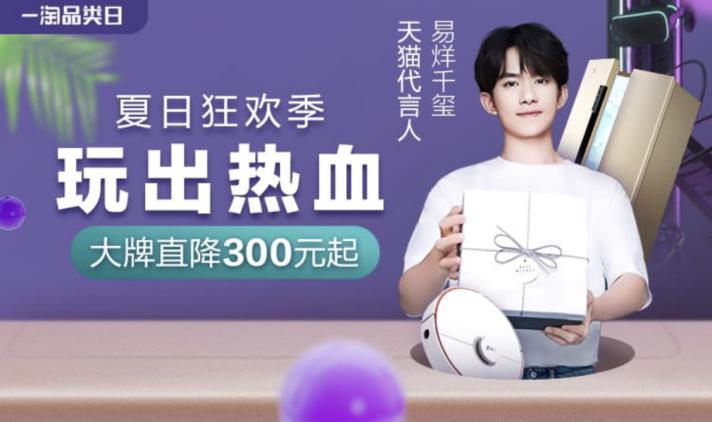 一淘品类日
夏日狂欢季
玩出热血
大牌直降300元起
易烊千玺
天猫代言人